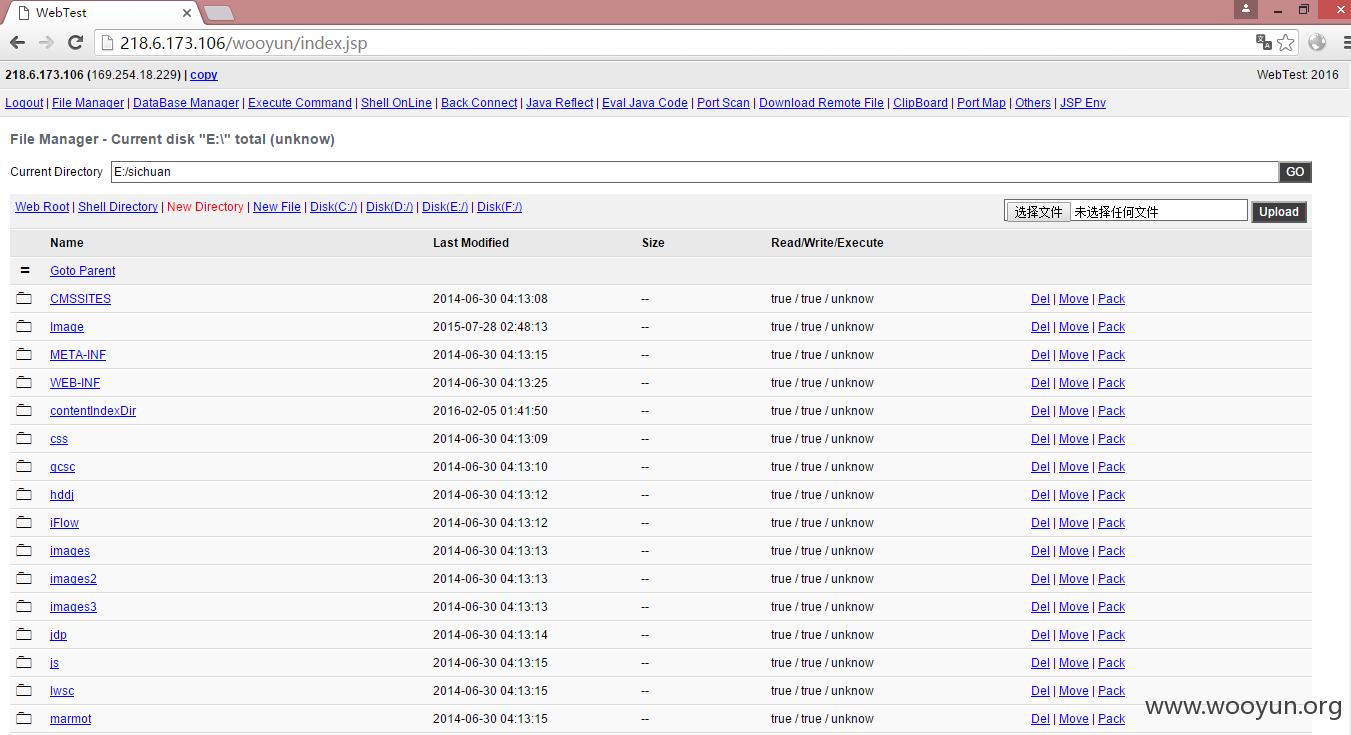 WebTest
218.6.173.106/wooyun/index.jsp
218.6.173.106 (169.254.18.229) | copy WebTest: 2016
Logout | File Manager | DataBase Manager | Execute Command | Shell OnLine | Back Connect | Java Reflect | Eval Java Code | Port Scan | Download Remote File | ClipBoard | Port Map | Others | JSP Env
File Manager - Current disk "E:\" total (unknow)
Current Directory E:/sichuan GO
Web Root | Shell Directory | New Directory | New File | Disk(C:/) | Disk(D:/) | Disk(E:/) | Disk(F:/) 选择文件 未选择任何文件 Upload
Name Last Modified Size Read/Write/Execute
= Goto Parent
CMSSITES 2014-06-30 04:13:08 -- true / true / unknow Del | Move | Pack
Image 2015-07-28 02:48:13 -- true / true / unknow Del | Move | Pack
META-INF 2014-06-30 04:13:15 -- true / true / unknow Del | Move | Pack
WEB-INF 2014-06-30 04:13:25 -- true / true / unknow Del | Move | Pack
contentIndexDir 2016-02-05 01:41:50 -- true / true / unknow Del | Move | Pack
css 2014-06-30 04:13:09 -- true / true / unknow Del | Move | Pack
2014-06-30 04:13:10 -- true / true / unknow Del | Move | Pack
hddj 2014-06-30 04:13:12 -- true / true / unknow Del | Move | Pack
iFlow 2014-06-30 04:13:12 -- true / true / unknow Del | Move | Pack
images 2014-06-30 04:13:13 -- true / true / unknow Del | Move | Pack
images2 2014-06-30 04:13:13 -- true / true / unknow Del | Move | Pack
images3 2014-06-30 04:13:13 -- true / true / unknow Del | Move | Pack
jdp 2014-06-30 04:13:14 -- true / true / unknow Del | Move | Pack
js 2014-06-30 04:13:15 -- true / true / unknow Del | Move | Pack
lwsc 2014-06-30 04:13:15 -- true / true / unknow Del | Move | Pack
marmot 2014-06-30 04:13:15 -- true / true / unknow Del | Move | Pack
www.wooyun.org